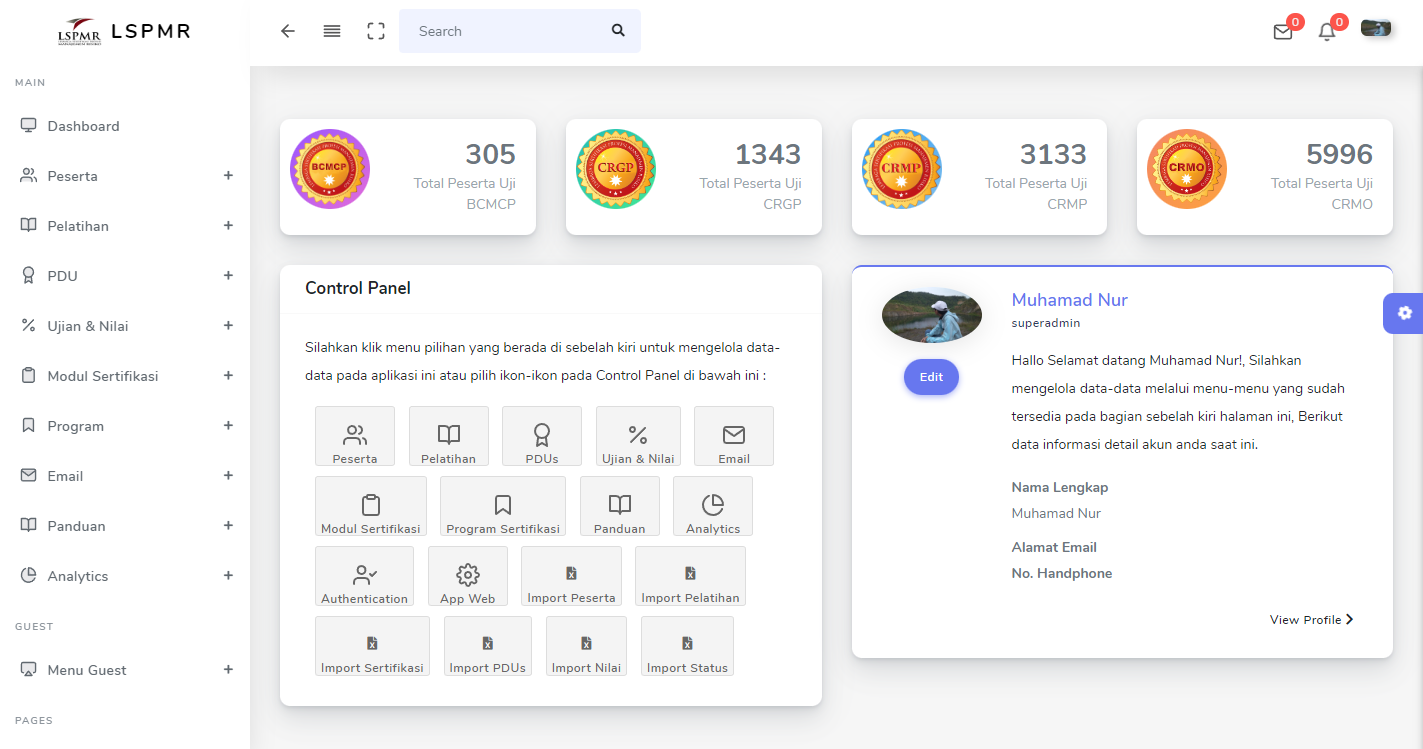 LSPMR LSPMR
Search
0 0
MAIN
Dashboard
Peserta
Pelatihan
PDU
Ujian & Nilai
Modul Sertifikasi
Program
Email
Panduan
Analytics
GUEST
Menu Guest
PAGES
BCMCP
305
Total Peserta Uji
BCMCP
CRGP
1343
Total Peserta Uji
CRGP
CRMP
3133
Total Peserta Uji
CRMP
CRMO
5996
Total Peserta Uji
CRMO
Control Panel
Silahkan klik menu pilihan yang berada di sebelah kiri untuk mengelola data-
data pada aplikasi ini atau pilih ikon-ikon pada Control Panel di bawah ini :
Peserta Pelatihan PDUs Ujian & Nilai Email
Modul Sertifikasi Program Sertifikasi Panduan Analytics
Authentication App Web Import Peserta Import Pelatihan
Import Sertifikasi Import PDUs Import Nilai Import Status
Edit
Muhamad Nur
superadmin
Hallo Selamat datang Muhamad Nur!, Silahkan
mengelola data-data melalui menu-menu yang sudah
tersedia pada bagian sebelah kiri halaman ini, Berikut
data informasi detail akun anda saat ini.
Nama Lengkap
Muhamad Nur
Alamat Email
No. Handphone
View Profile